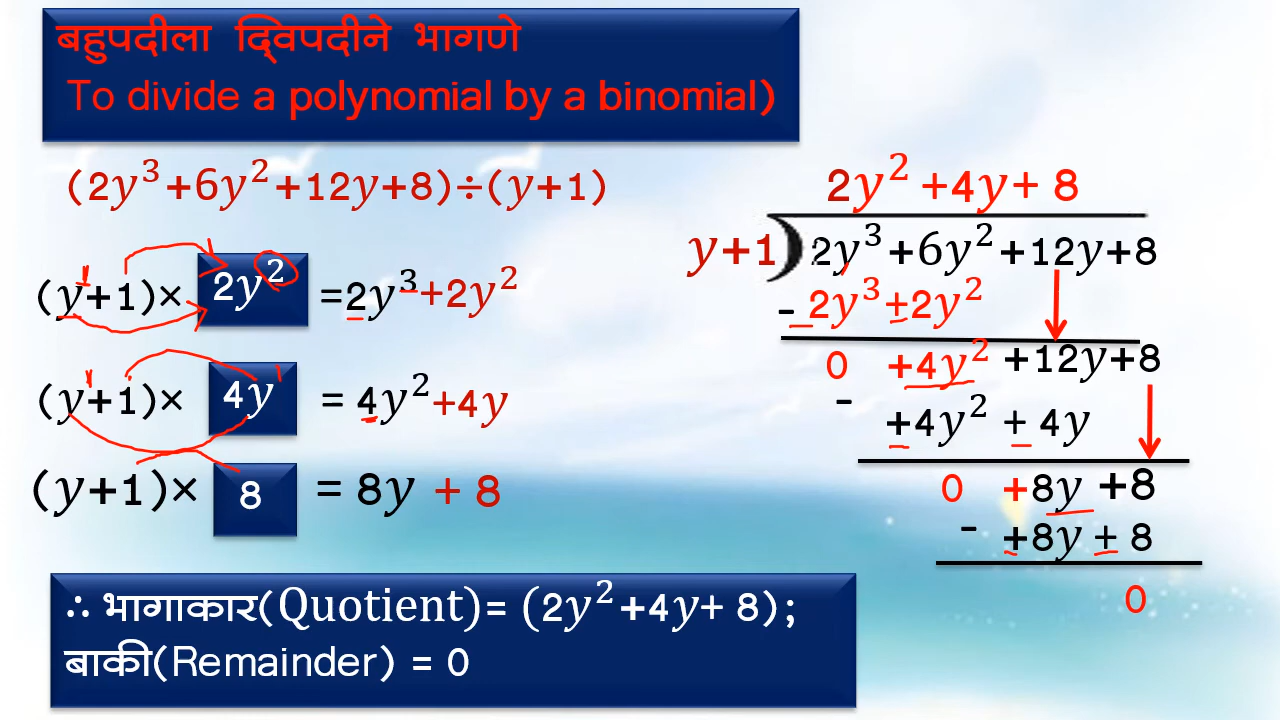 बहुपदीला द्विपदीने भागणे
To divide a polynomial by a binomial)
(2y³+6y²+12y+8)÷(y+1)
(y+1)× 2y² =2y³+2y²
(y+1)× 4y = 4y²+4y
(y+1)× 8 = 8y + 8
2y² +4y+ 8
y+1)2y³+6y²+12y+8
- 2y³+2y²
0 +4y² +12y+8
- +4y² + 4y
0 +8y +8
- +8y + 8
0
∴ भागाकार(Quotient)= (2y²+4y+ 8);
बाकी(Remainder) = 0